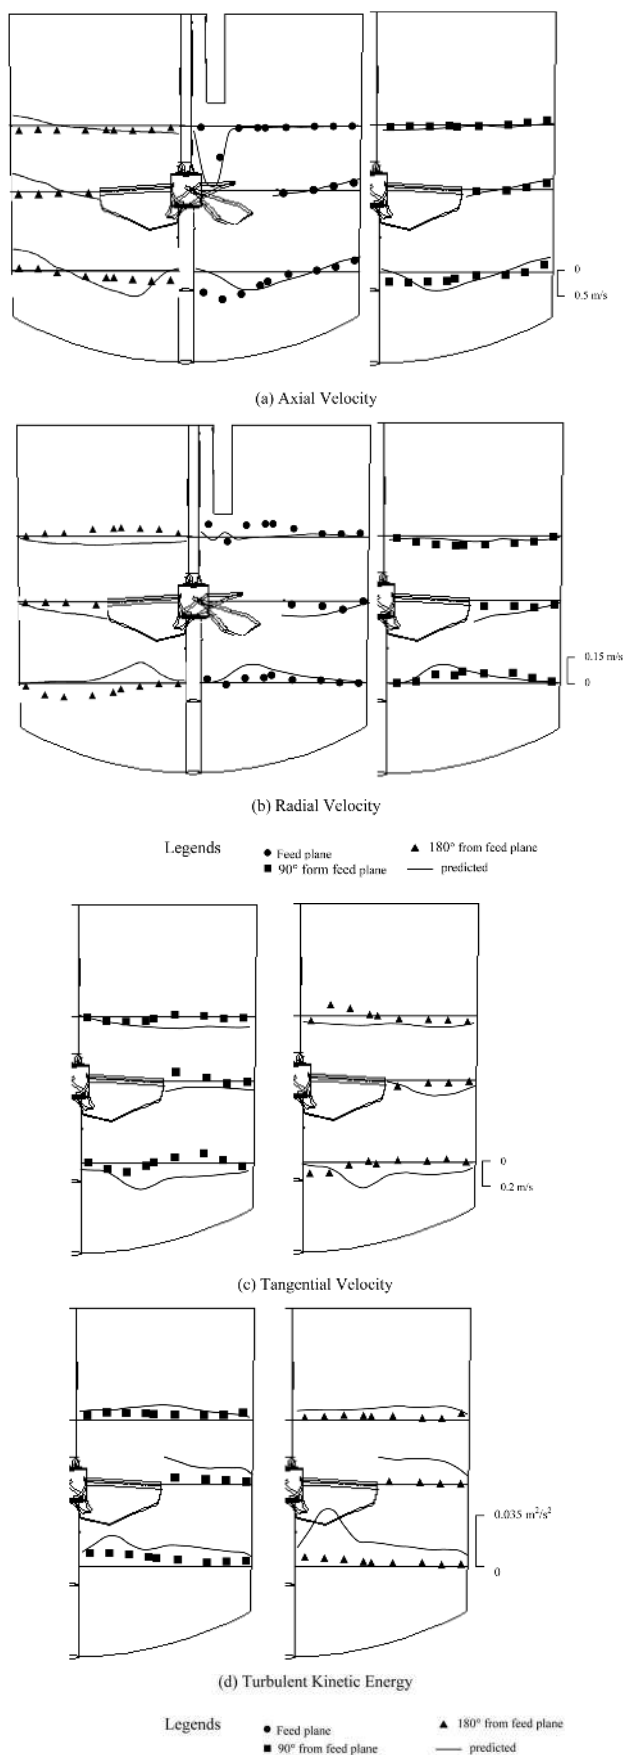 0
0.5 m/s
(a) Axial Velocity
0.15 m/s
0
(b) Radial Velocity
Legends
Feed plane
180° from feed plane
90° form feed plane
predicted
0
0.2 m/s
(c) Tangential Velocity
0.035 m²/s²
0
(d) Turbulent Kinetic Energy
Legends
Feed plane
180° from feed plane
90° from feed plane
predicted